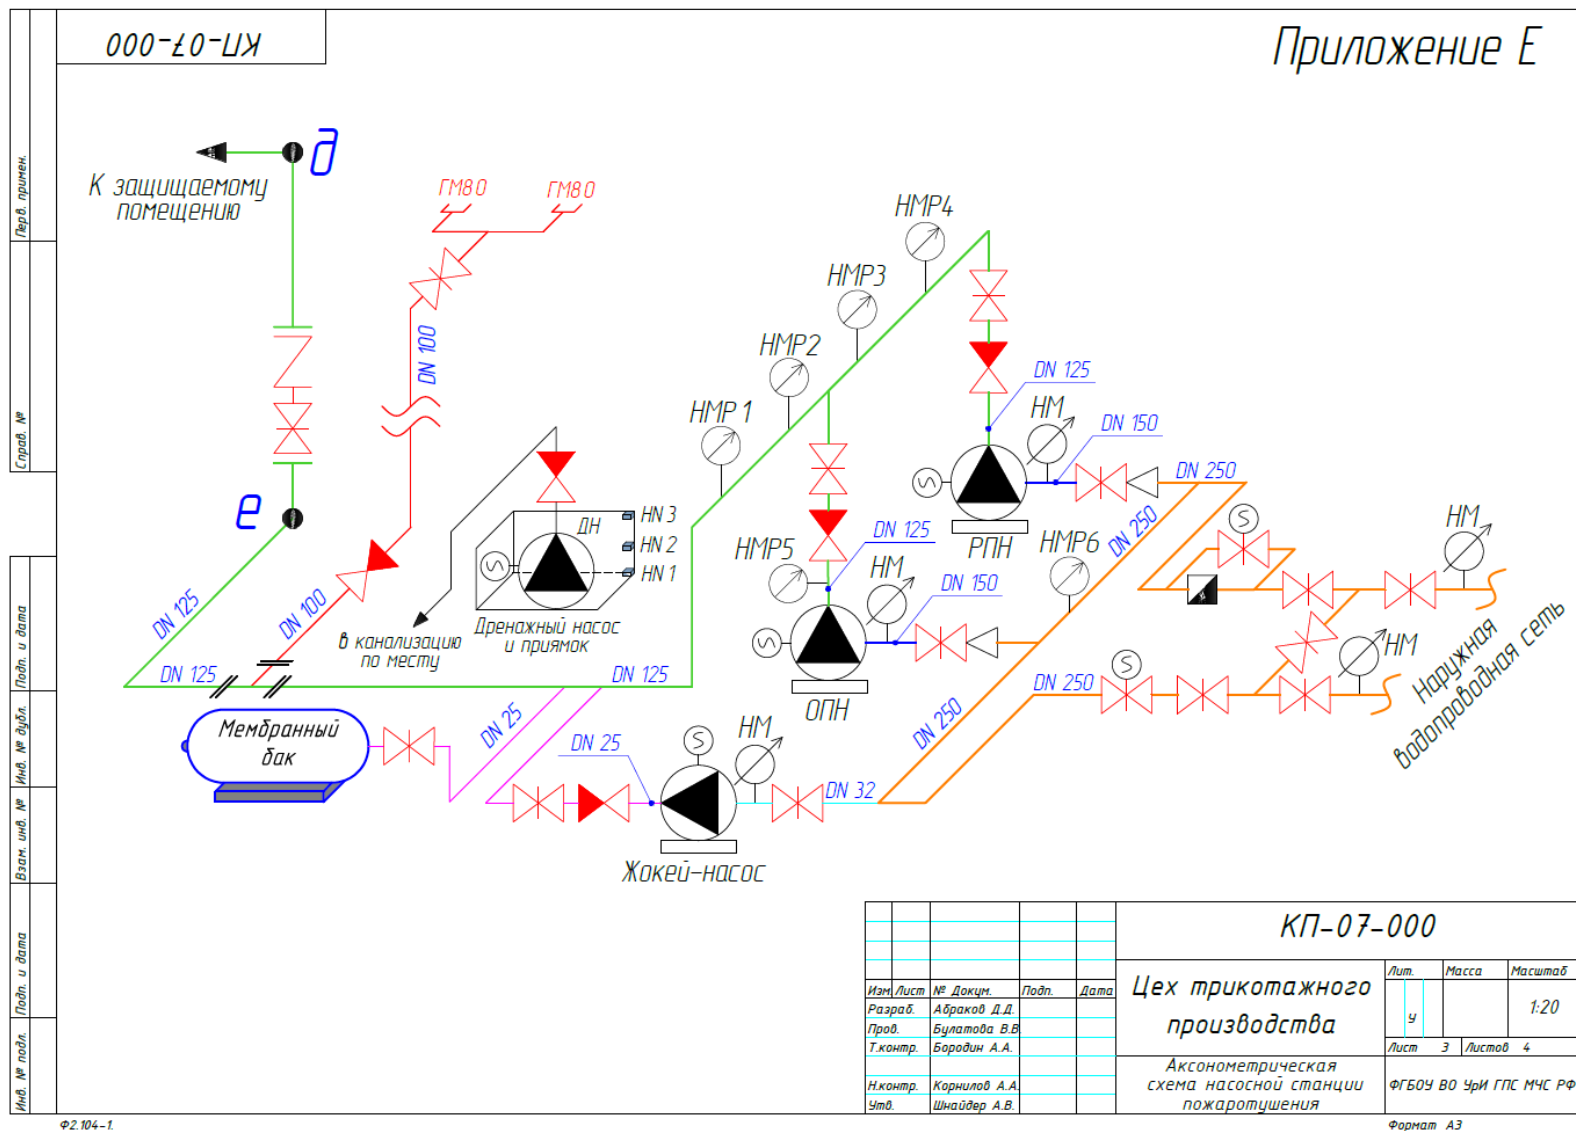 КП-07-000
Приложение Е
Перв. примен.
Справ. №
Подп. и дата
Инв. № дубл.
Взам. инв. №
Подп. и дата
Инв. № подл.
д
К защищаемому
помещению
ГМ80
ГМ80
DN 100
е
DN 125
DN 100
DN 125
НМР4
НМР3
НМР2
НМР1
DN 125
НМ
DN 150
DN 250
РПН
DN 250
НМР6
S
S
НМ
ДН
HN 3
HN 2
HN 1
S
Дренажный насос
и приямок
в канализацию
по месту
НМР5
DN 125
НМ
DN 150
S
ОПН
DN 125
S
DN 250
НМ
Наружная
водопроводная сеть
Мембранный
бак
DN 25
DN 25
S
НМ
DN 32
DN 250
Жокей-насос
КП-07-000
Цех трикотажного
производства
Лит.
Масса
Масштаб
у
1:20
Лист 3
Листов 4
Изм.
Лист
№ Докум.
Подп.
Дата
Разраб. Абраков Д.Д.
Пров. Булатова В.В
Т.контр. Бородин А.А.
Н.контр. Корнилов А.А.
Утв. Шнайдер А.В.
Аксонометрическая
схема насосной станции
пожаротушения
ФГБОУ ВО УрИ ГПС МЧС РФ
Ф2.104-1.
Формат А3